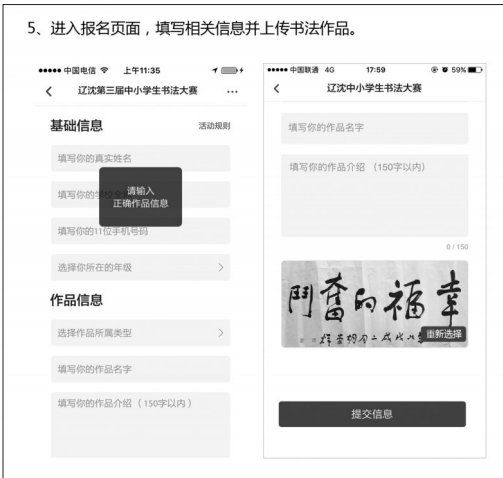 5、进入报名页面，填写相关信息并上传书法作品。
中国电信 上午11:35
辽沈第三届中小学生书法大赛 ...
基础信息 活动规则
填写你的真实姓名
填写你的学校全
请输入
正确作品信息
填写你的11位手机号码
选择你所在的年级
作品信息
选择作品所属类型
填写你的作品名字
填写你的作品介绍（150字以内）
中国联通 4G 17:59 59%
辽沈中小学生书法大赛
填写你的作品名字
填写你的作品介绍 （150字以内）
0 / 150
鬥奮的福幸
重新选择
提交信息